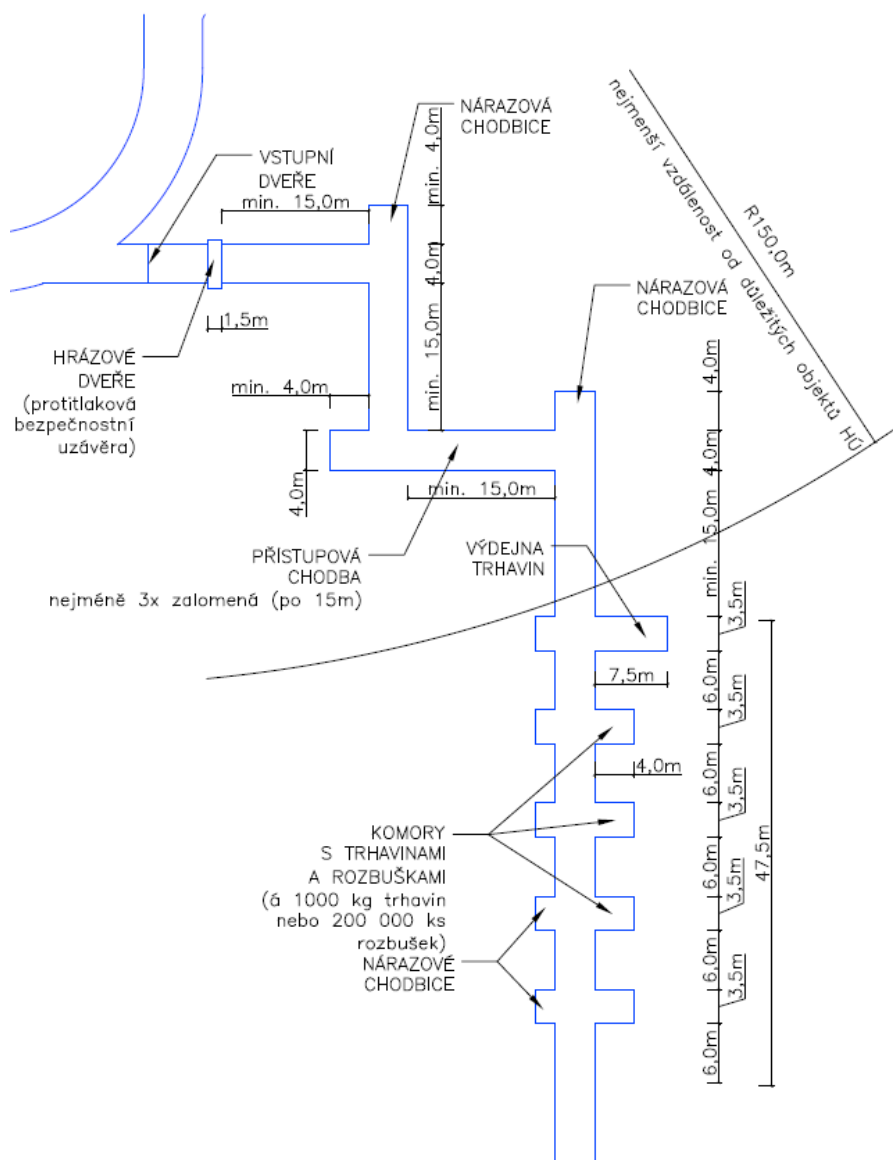 NÁRAZOVÁ
CHODBICE
min. 4,0m
VSTUPNÍ
DVEŘE
min. 15,0m
4,0m
min. 15,0m
1,5m
HRÁZOVÉ
DVEŘE
(protitlaková
bezpečnostní
uzávěra)
nejmenší vzdálenost od důležitých objektů HÚ
R150,0m
NÁRAZOVÁ
CHODBICE
min. 4,0m
4,0m
min. 15,0m
4,0m
4,0m
min. 15,0m
PŘÍSTUPOVÁ
CHODBA
nejméně 3x zalomená (po 15m)
VÝDEJNA
TRHAVIN
7,5m
4,0m
3,5m
6,0m
3,5m
6,0m
3,5m
6,0m
3,5m
6,0m
3,5m
6,0m
47,5m
KOMORY
S TRHAVINAMI
A ROZBUŠKAMI
(á 1000 kg trhavin
nebo 200 000 ks
rozbušek)
NÁRAZOVÉ
CHODBICE